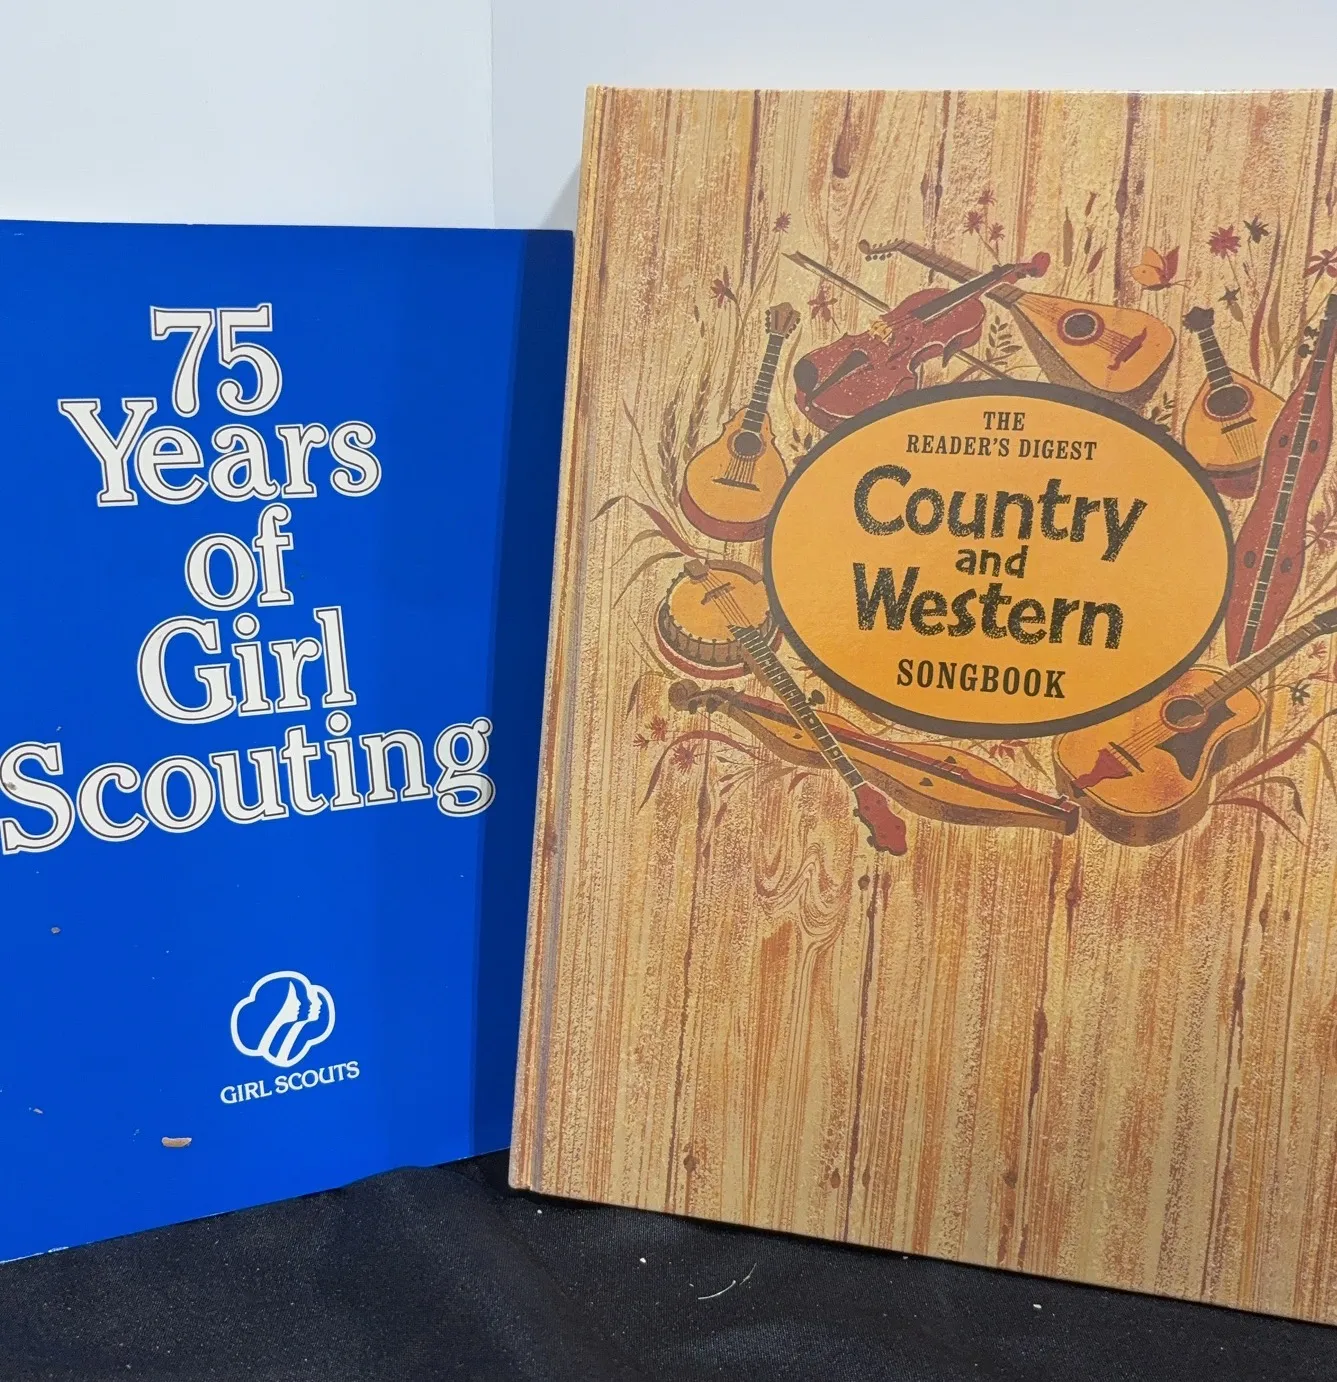 75
Years
of
Girl
Scouting
GIRL SCOUTS
THE
READER'S DIGEST
Country
and
Western
SONGBOOK